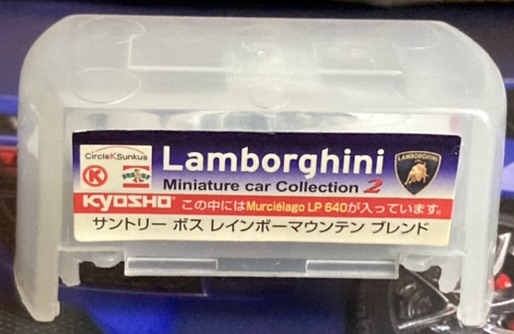 CircleKSunkus
Lamborghini
LAMBORGHINI
K
Miniature car Collection 2
KYOSHO この中にはMurciélago LP 640が入っています。
サントリー ボス レインボーマウンテン ブレンド